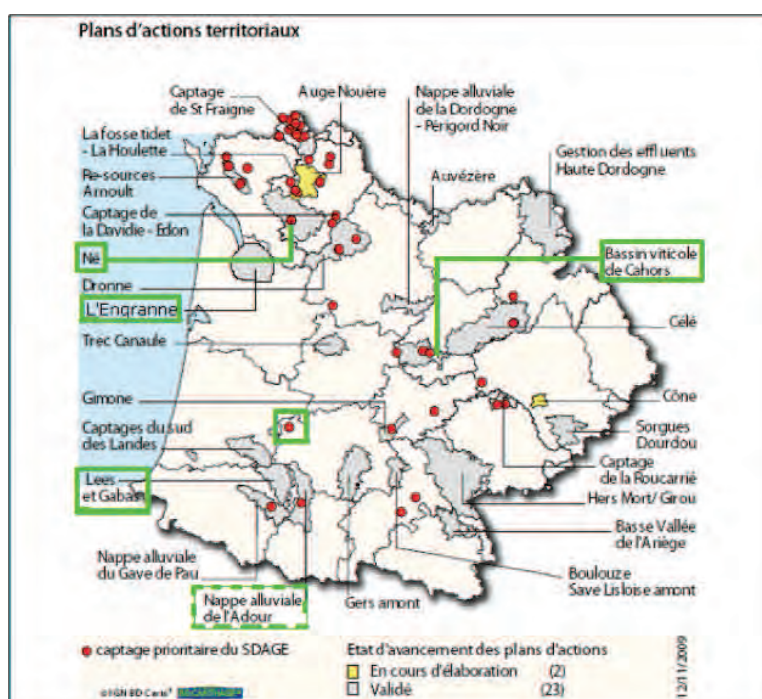 Plans d'actions territoriaux
Captage
de St Fraigne
Auge Nouère
Nappe alluviale
de la Dordogne
- Périgord Noir
La fosse tidet
- La Houlette
Gestion des effluents
Haute Dordogne
Re-sources
Arnoult
Auvézère
Captage de
la Davidie - Edon
Né
Bassin viticole
de Cahors
Dronne
L'Engranne
Célé
Trec Canaule
Gimone
Cône
Captages du sud
des Landes
Sorgues
Dourdou
Captage
de la Roucarrié
Lees
et Gabas
Hers Mort/ Girou
Basse Vallée
de l'Ariège
Nappe alluviale
du Gave de Pau
Boulouze
Save Lisloise amont
Nappe alluviale
de l'Adour
Gers amont
captage prioritaire du SDAGE
Etat d'avancement des plans d'actions
En cours d'élaboration (2)
Validé (23)
©IGN BD Carto®
12/11/2009